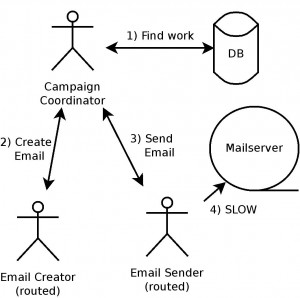 1) Find work
DB
Campaign
Coordinator
2) Create
Email
3) Send
Email
Mailserver
4) SLOW
Email Creator
(routed)
Email Sender
(routed)